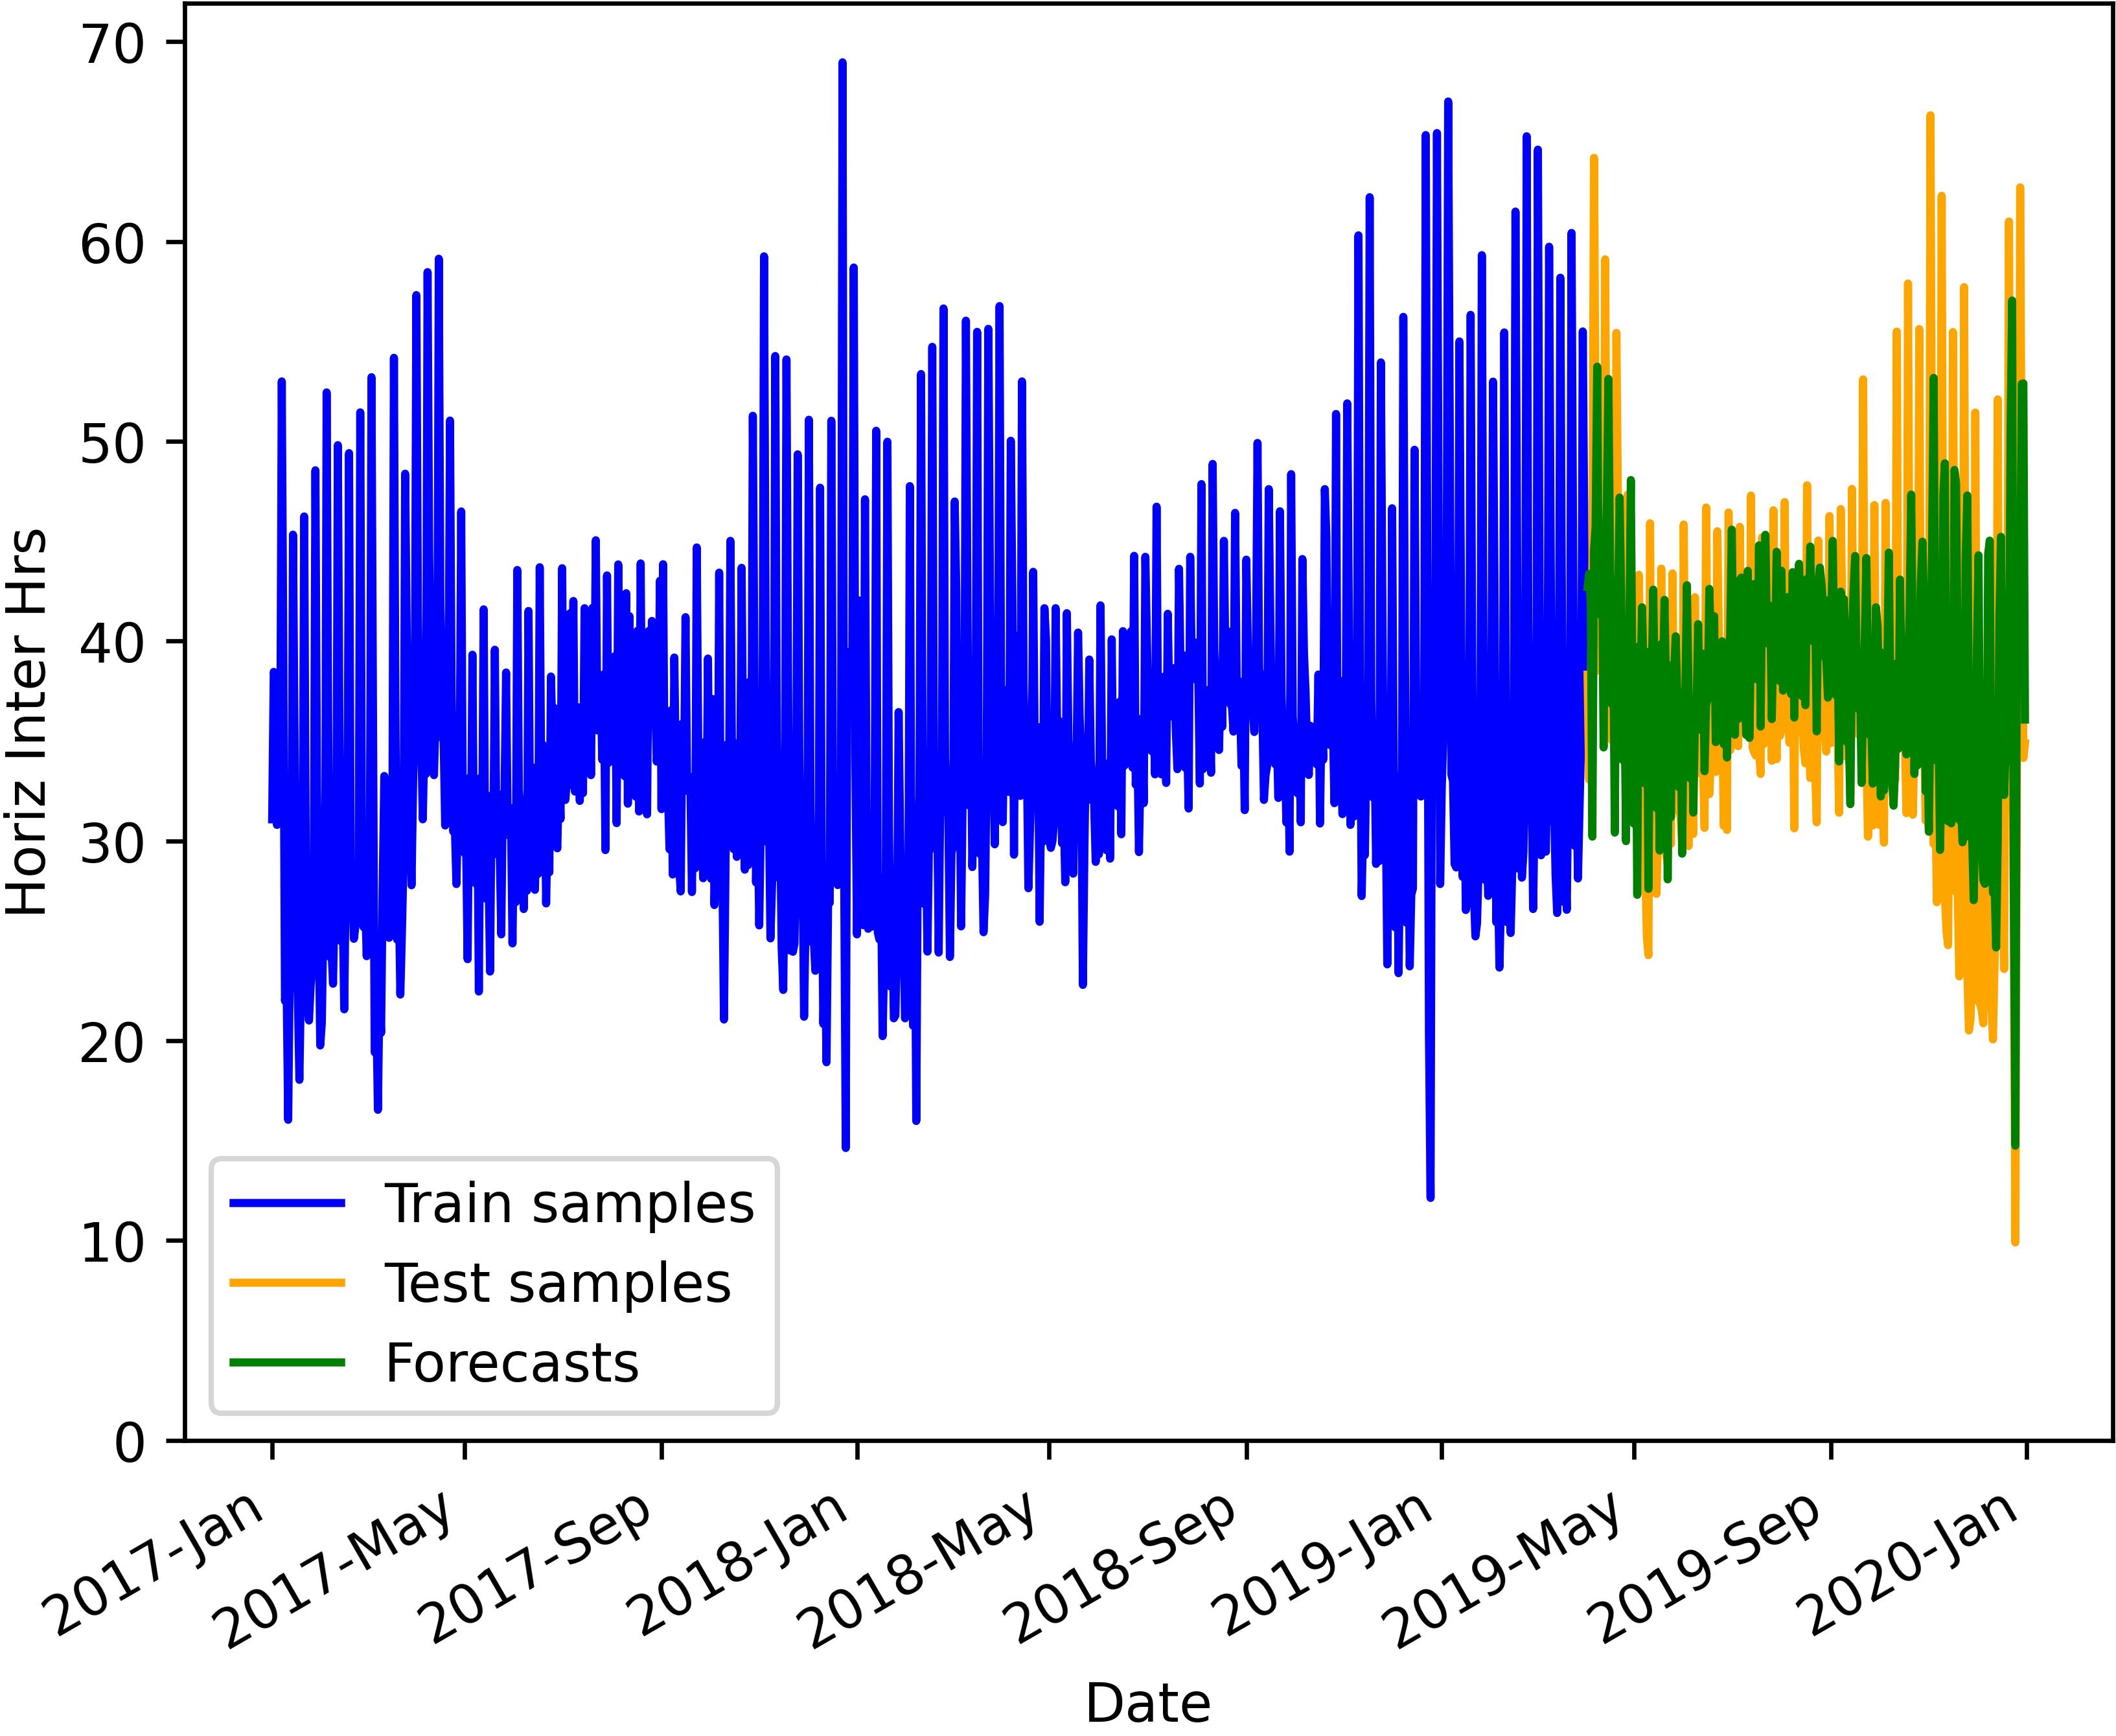 70
60
50
40
30
20
10
0
Horiz Inter Hrs
Train samples
Test samples
Forecasts
2017-Jan
2017-May
2017-Sep
2018-Jan
2018-May
2018-Sep
2019-Jan
2019-May
2019-Sep
2020-Jan
Date